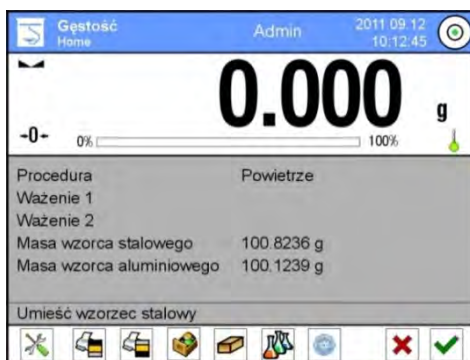 Gęstość Admin 2011.09.12
Home 10:12:45
0.000 g
-0- 0% 100%
Procedura Powietrze
Ważenie 1
Ważenie 2
Masa wzorca stalowego 100.8236 g
Masa wzorca aluminiowego 100.1239 g
Umieść wzorzec stalowy